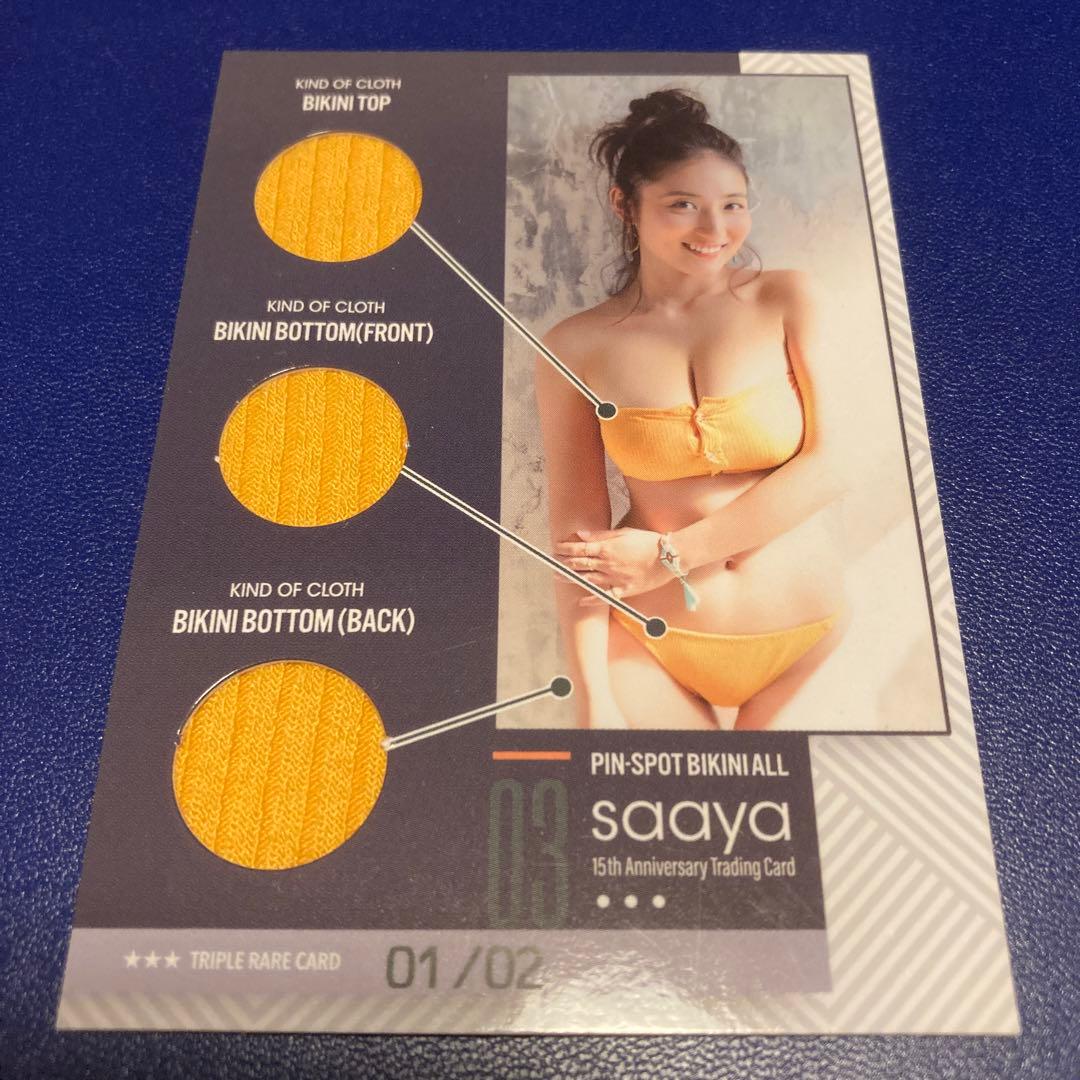 KIND OF CLOTH
BIKINI TOP
KIND OF CLOTH
BIKINI BOTTOM(FRONT)
KIND OF CLOTH
BIKINI BOTTOM (BACK)
PIN-SPOT BIKINI ALL
03
saaya
15th Anniversary Trading Card
★★★ TRIPLE RARE CARD
01/02